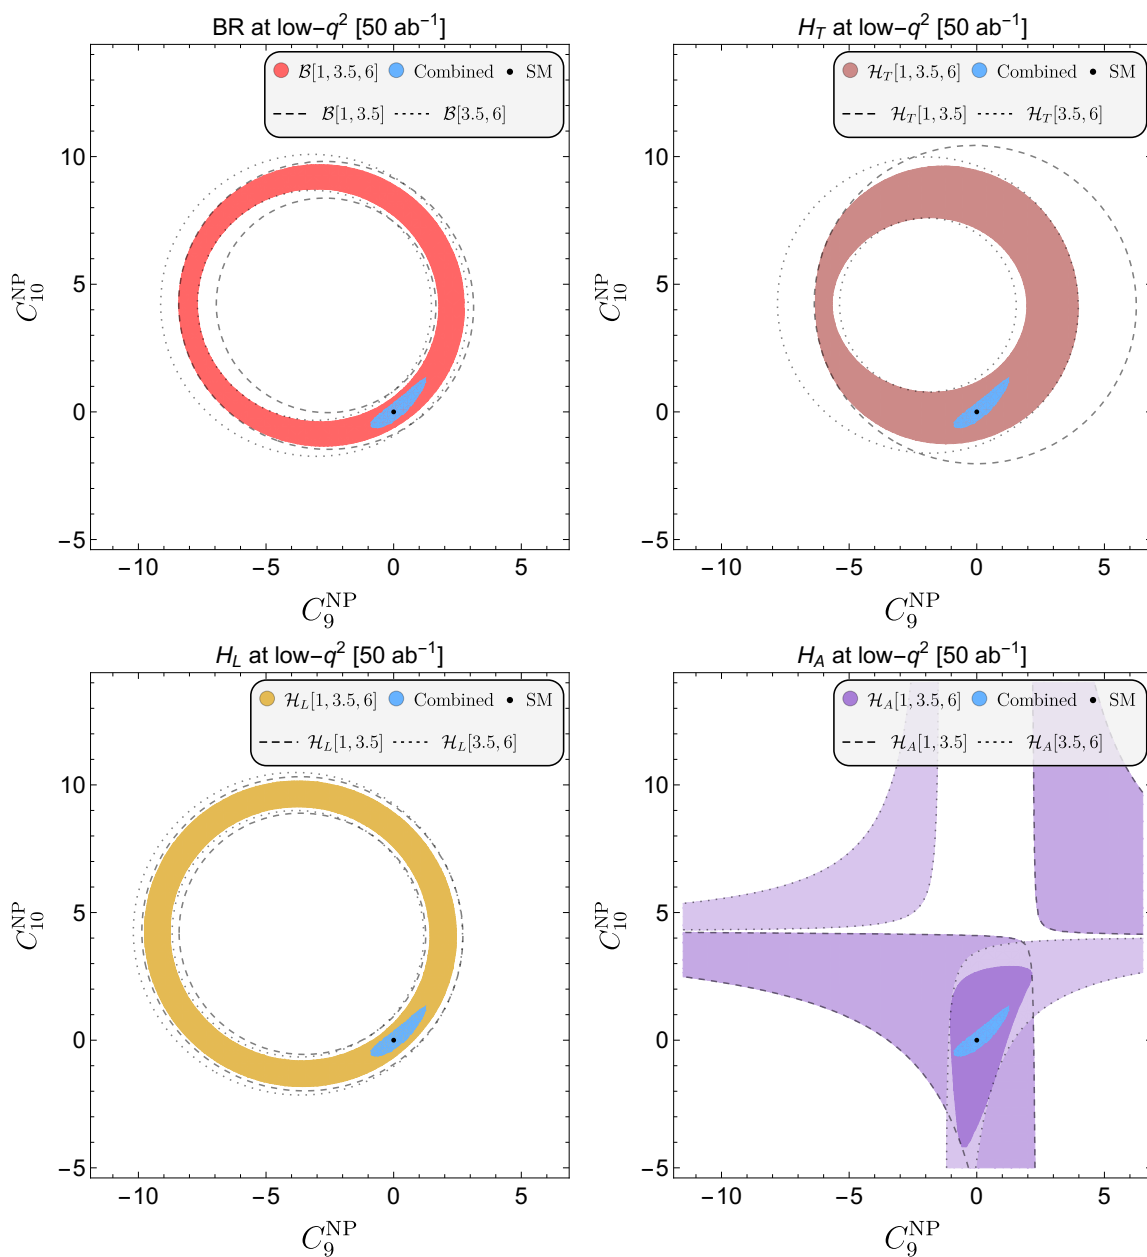 BR at low−q² [50 ab⁻¹]
B[1, 3.5, 6] Combined SM
B[1, 3.5] B[3.5, 6]
10
5
0
−5
C₁₀^NP
−10 −5 0 5
C₉^NP
H_T at low−q² [50 ab⁻¹]
H_T[1, 3.5, 6] Combined SM
H_T[1, 3.5] H_T[3.5, 6]
10
5
0
−5
C₁₀^NP
−10 −5 0 5
C₉^NP
H_L at low−q² [50 ab⁻¹]
H_L[1, 3.5, 6] Combined SM
H_L[1, 3.5] H_L[3.5, 6]
10
5
0
−5
C₁₀^NP
−10 −5 0 5
C₉^NP
H_A at low−q² [50 ab⁻¹]
H_A[1, 3.5, 6] Combined SM
H_A[1, 3.5] H_A[3.5, 6]
10
5
0
−5
C₁₀^NP
−10 −5 0 5
C₉^NP